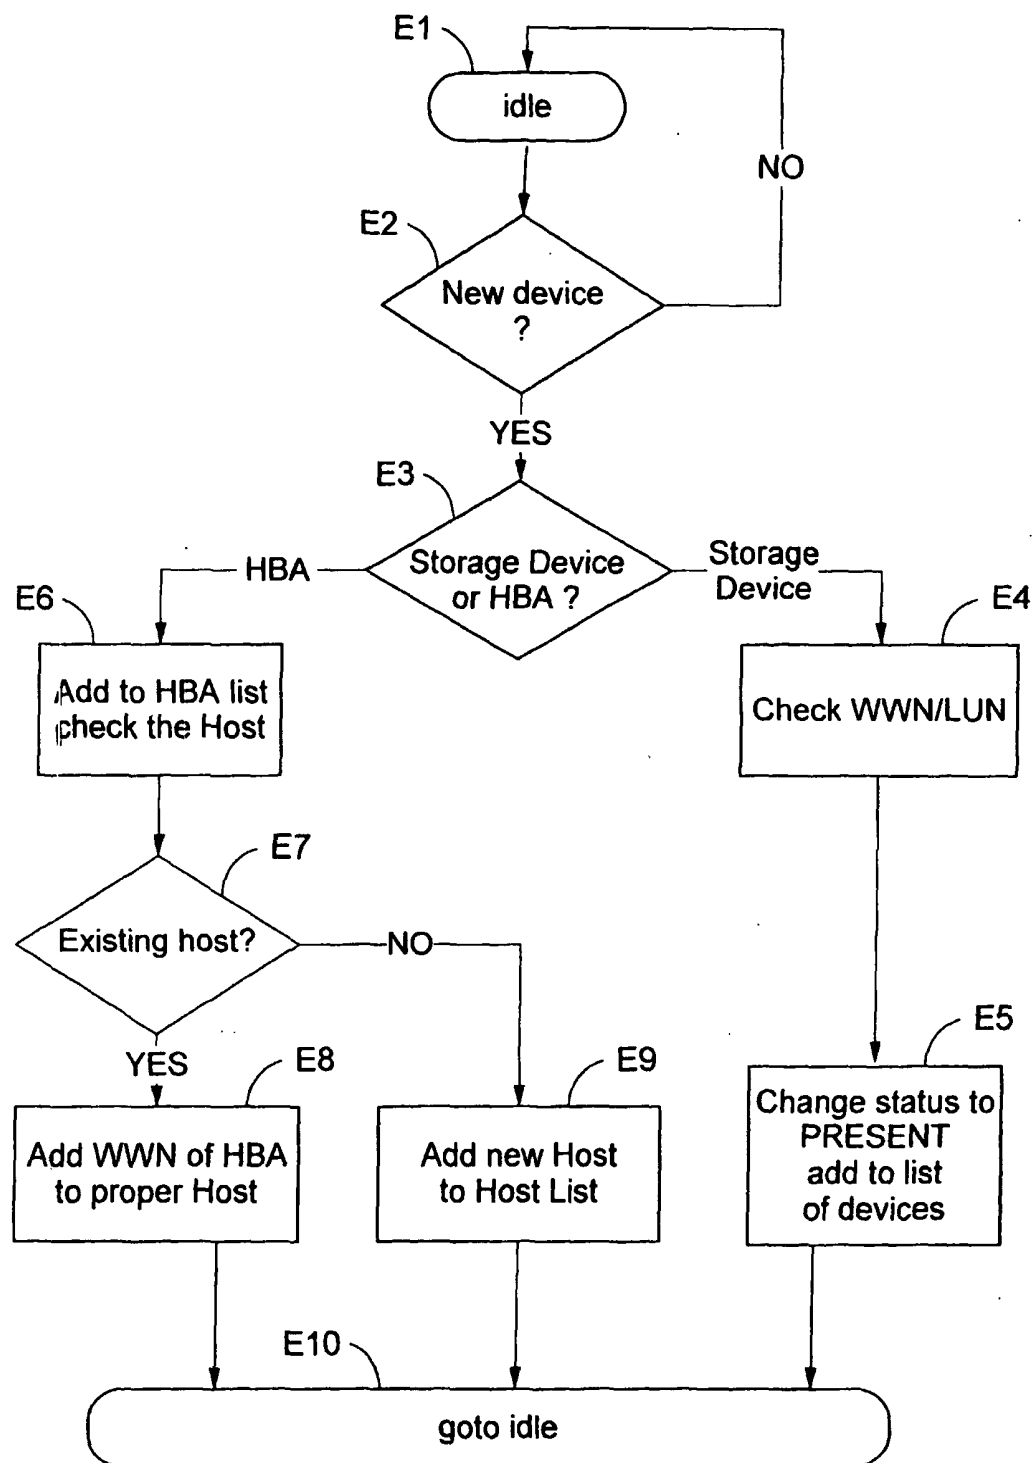 E1
idle
NO
E2
New device
?
YES
E3
Storage Device
or HBA ?
HBA
Storage
Device
E6
Add to HBA list
check the Host
E4
Check WWN/LUN
E7
Existing host?
NO
YES
E8
Add WWN of HBA
to proper Host
E9
Add new Host
to Host List
E5
Change status to
PRESENT
add to list
of devices
E10
goto idle